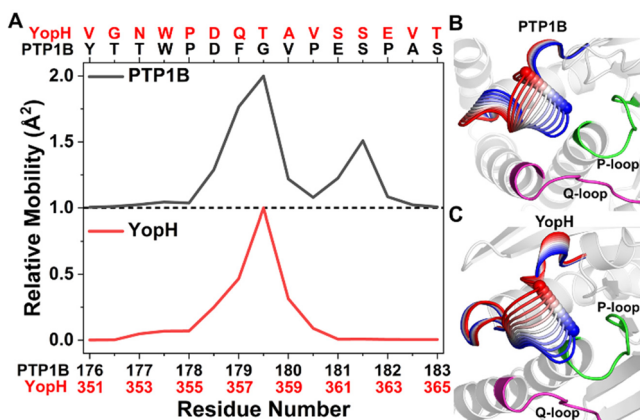 A
YopH V G N W P D Q T A V S S E V T
PTP1B Y T T W P D F G V P E S P A S
2.0
1.5
1.0
0.5
0.0
Relative Mobility (Å²)
PTP1B
YopH
PTP1B 176 177 178 179 180 181 182 183
YopH 351 353 355 357 359 361 363 365
Residue Number
B
PTP1B
P-loop
Q-loop
C
YopH
P-loop
Q-loop